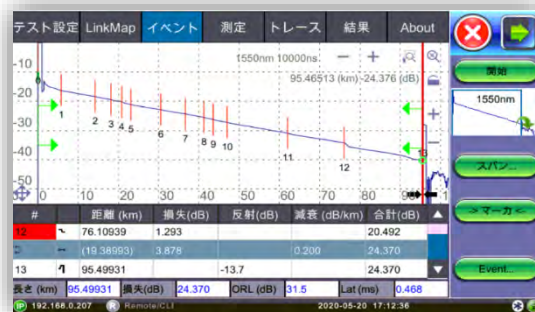 テスト設定 LinkMap イベント 測定 トレース 結果 About
1550nm 10000ns
95.46513 (km)-24.376 (dB)
-10
-20
-30
-40
-50
0
1 2 3 4 5 6 7 8 9 10 11 12 13
0 10 20 30 40 50 60 70 80
# 距離 (km) 損失(dB) 反射(dB) 減衰 (dB/km) 合計(dB)
12 76.10939 1.293 20.492
(19.38993) 3.878 0.200 24.370
13 95.49931 -13.7 24.370
長さ (km) 95.49931 損失(dB) 24.370 ORL (dB) 31.5 Lat (ms) 0.468
192.168.0.207 Remote/CLI 2020-05-20 17:12:36
開始
1550nm
スパン...
-> マーカ <-
Event...